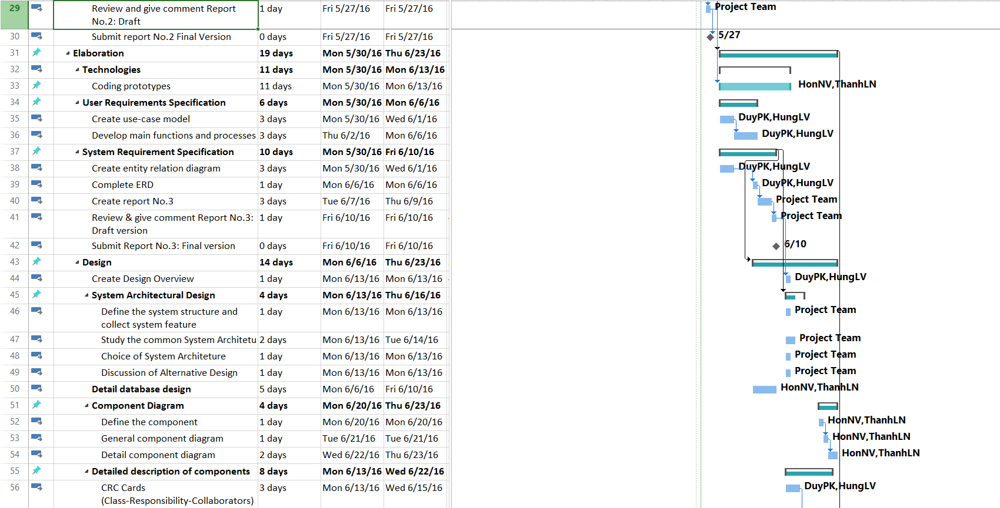 29 Review and give comment Report 1 day Fri 5/27/16 Fri 5/27/16 Project Team
No.2: Draft
30 Submit report No.2 Final Version 0 days Fri 5/27/16 Fri 5/27/16 5/27
31 Elaboration 19 days Mon 5/30/16 Thu 6/23/16
32 Technologies 11 days Mon 5/30/16 Mon 6/13/16
33 Coding prototypes 11 days Mon 5/30/16 Mon 6/13/16 HonNV,ThanhLN
34 User Requirements Specification 6 days Mon 5/30/16 Mon 6/6/16
35 Create use-case model 3 days Mon 5/30/16 Wed 6/1/16 DuyPK,HungLV
36 Develop main functions and processes 3 days Thu 6/2/16 Mon 6/6/16 DuyPK,HungLV
37 System Requirement Specification 10 days Mon 5/30/16 Fri 6/10/16
38 Create entity relation diagram 3 days Mon 5/30/16 Wed 6/1/16 DuyPK,HungLV
39 Complete ERD 1 day Mon 6/6/16 Mon 6/6/16 DuyPK,HungLV
40 Create report No.3 3 days Tue 6/7/16 Thu 6/9/16 Project Team
41 Review & give comment Report No.3: 1 day Fri 6/10/16 Fri 6/10/16 Project Team
Draft version
42 Submit Report No.3: Final version 0 days Fri 6/10/16 Fri 6/10/16 6/10
43 Design 14 days Mon 6/6/16 Thu 6/23/16
44 Create Design Overview 1 day Mon 6/13/16 Mon 6/13/16 DuyPK,HungLV
45 System Architectural Design 4 days Mon 6/13/16 Thu 6/16/16
46 Define the system structure and 1 day Mon 6/13/16 Mon 6/13/16 Project Team
collect system feature
47 Study the common System Architetu 2 days Mon 6/13/16 Tue 6/14/16 Project Team
48 Choice of System Architeture 1 day Mon 6/13/16 Mon 6/13/16 Project Team
49 Discussion of Alternative Design 1 day Mon 6/13/16 Mon 6/13/16 Project Team
50 Detail database design 5 days Mon 6/6/16 Fri 6/10/16 HonNV,ThanhLN
51 Component Diagram 4 days Mon 6/20/16 Thu 6/23/16
52 Define the component 1 day Mon 6/20/16 Mon 6/20/16 HonNV,ThanhLN
53 General component diagram 1 day Tue 6/21/16 Tue 6/21/16 HonNV,ThanhLN
54 Detail component diagram 2 days Wed 6/22/16 Thu 6/23/16 HonNV,ThanhLN
55 Detailed description of components 8 days Mon 6/13/16 Wed 6/22/16
56 CRC Cards 3 days Mon 6/13/16 Wed 6/15/16 DuyPK,HungLV
(Class-Responsibility-Collaborators)